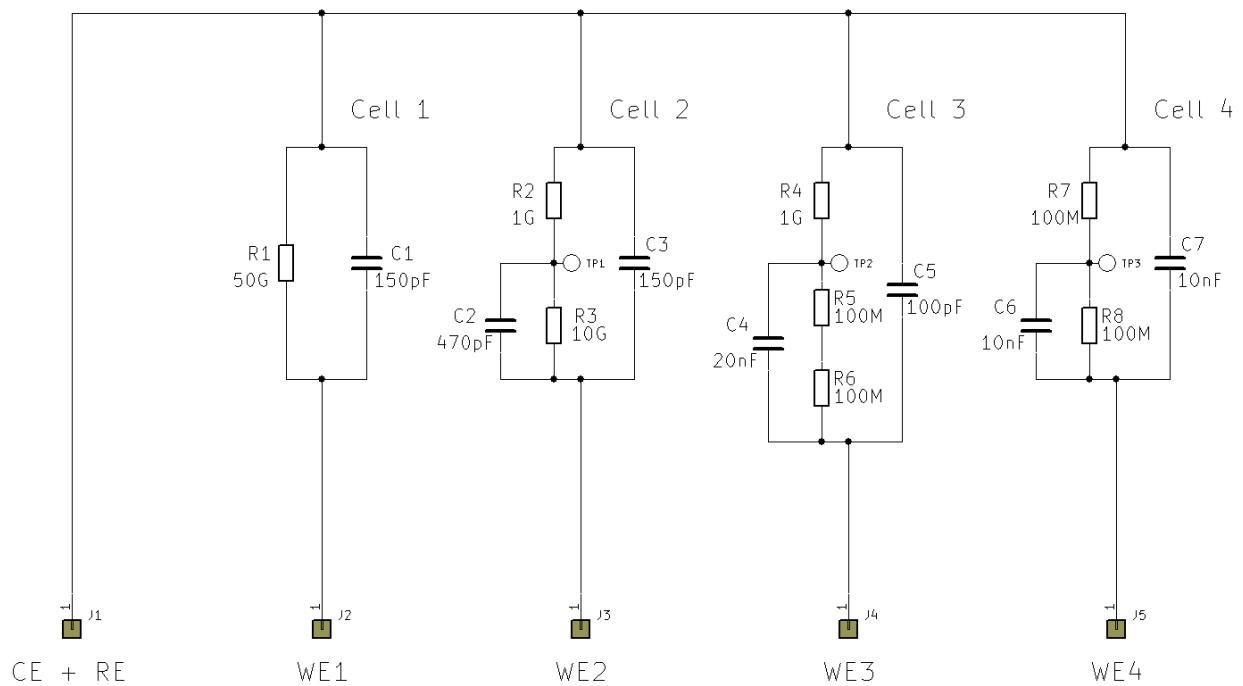 Cell 1
Cell 2
Cell 3
Cell 4
R1
50G
C1
150pF
R2
1G
TP1
C3
150pF
C2
470pF
R3
10G
R4
1G
TP2
C5
100pF
R5
100M
C4
20nF
R6
100M
R7
100M
TP3
C7
10nF
C6
10nF
R8
100M
1
J1
1
J2
1
J3
1
J4
1
J5
CE + RE
WE1
WE2
WE3
WE4